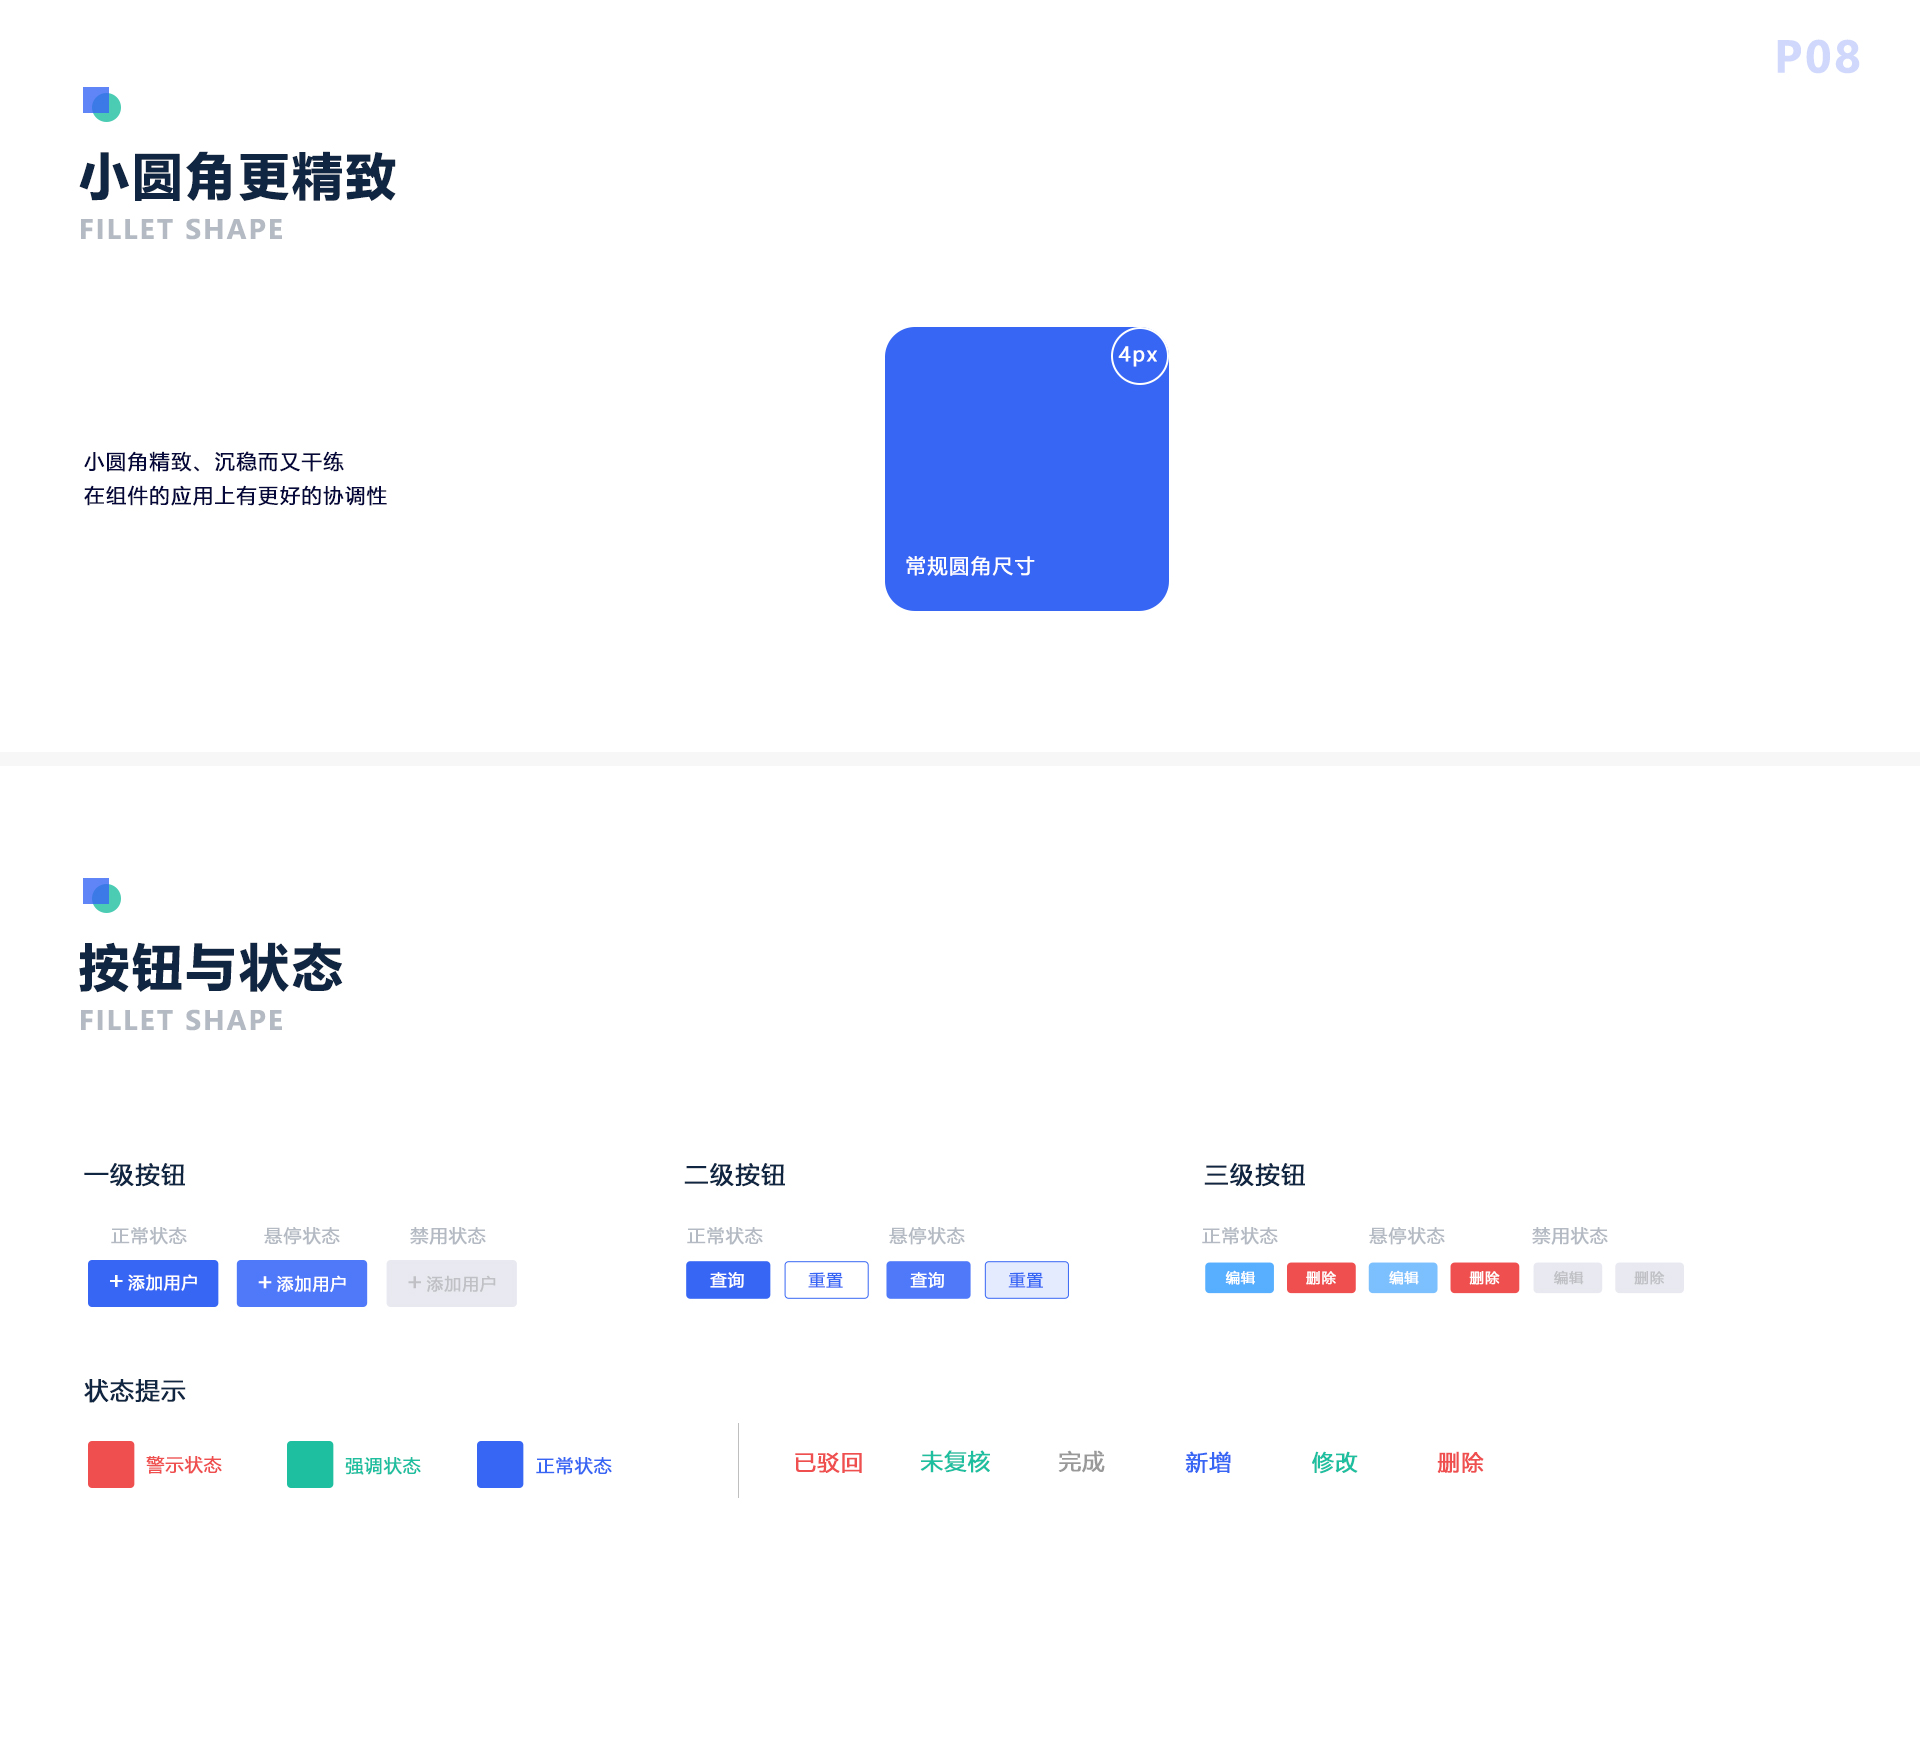 P08
小圆角更精致
FILLET SHAPE
4px
小圆角精致、沉稳而又干练
在组件的应用上有更好的协调性
常规圆角尺寸
按钮与状态
FILLET SHAPE
一级按钮
正常状态 悬停状态 禁用状态
+ 添加用户 + 添加用户 + 添加用户
二级按钮
正常状态 悬停状态
查询 重置 查询 重置
三级按钮
正常状态 悬停状态 禁用状态
编辑 删除 编辑 删除 编辑 删除
状态提示
警示状态 强调状态 正常状态
已驳回 未复核 完成 新增 修改 删除